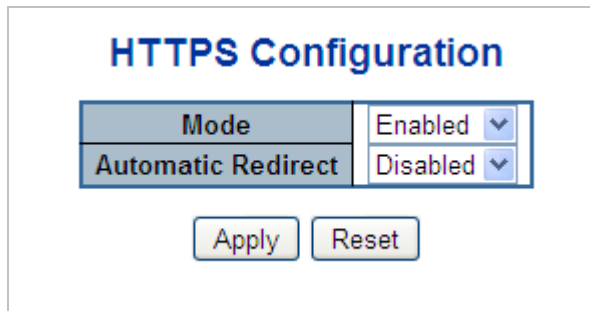 HTTPS Configuration
Mode Enabled
Automatic Redirect Disabled
Apply Reset